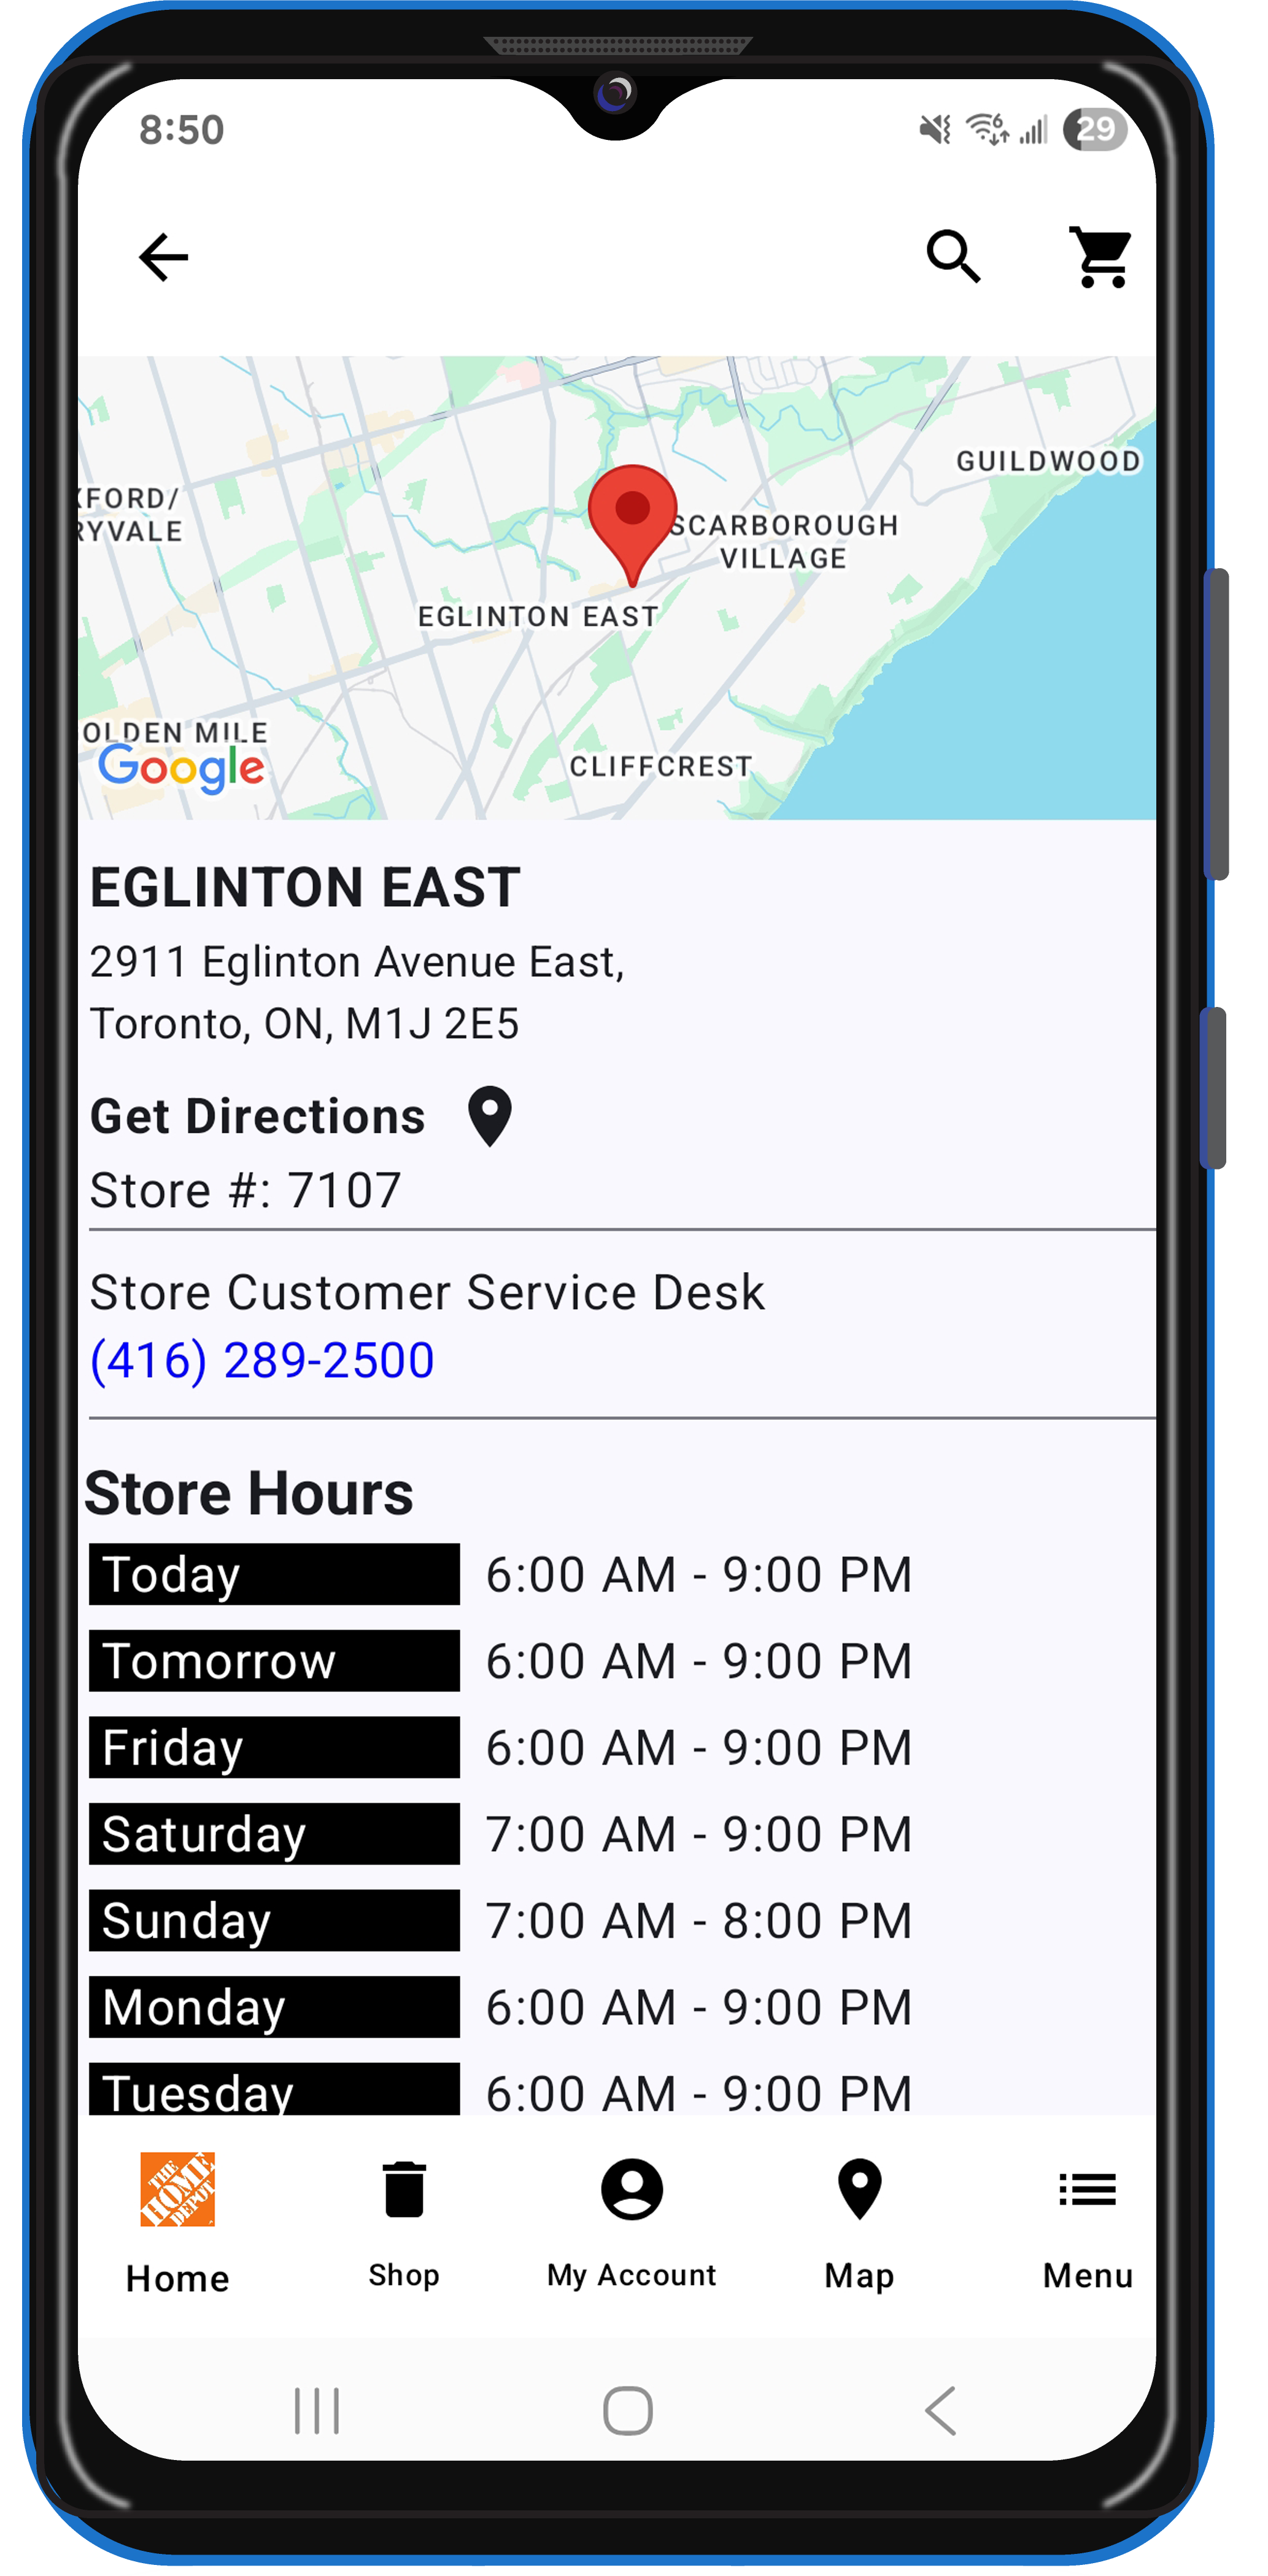 8:50
6
29
GUILDWOOD
XFORD/
RYVALE
SCARBOROUGH
VILLAGE
EGLINTON EAST
OLDEN MILE
Google
CLIFFCREST
EGLINTON EAST
2911 Eglinton Avenue East,
Toronto, ON, M1J 2E5
Get Directions
Store #: 7107
Store Customer Service Desk
(416) 289-2500
Store Hours
Today 6:00 AM - 9:00 PM
Tomorrow 6:00 AM - 9:00 PM
Friday 6:00 AM - 9:00 PM
Saturday 7:00 AM - 9:00 PM
Sunday 7:00 AM - 8:00 PM
Monday 6:00 AM - 9:00 PM
Tuesday 6:00 AM - 9:00 PM
THE
HOME
DEPOT
Home Shop My Account Map Menu